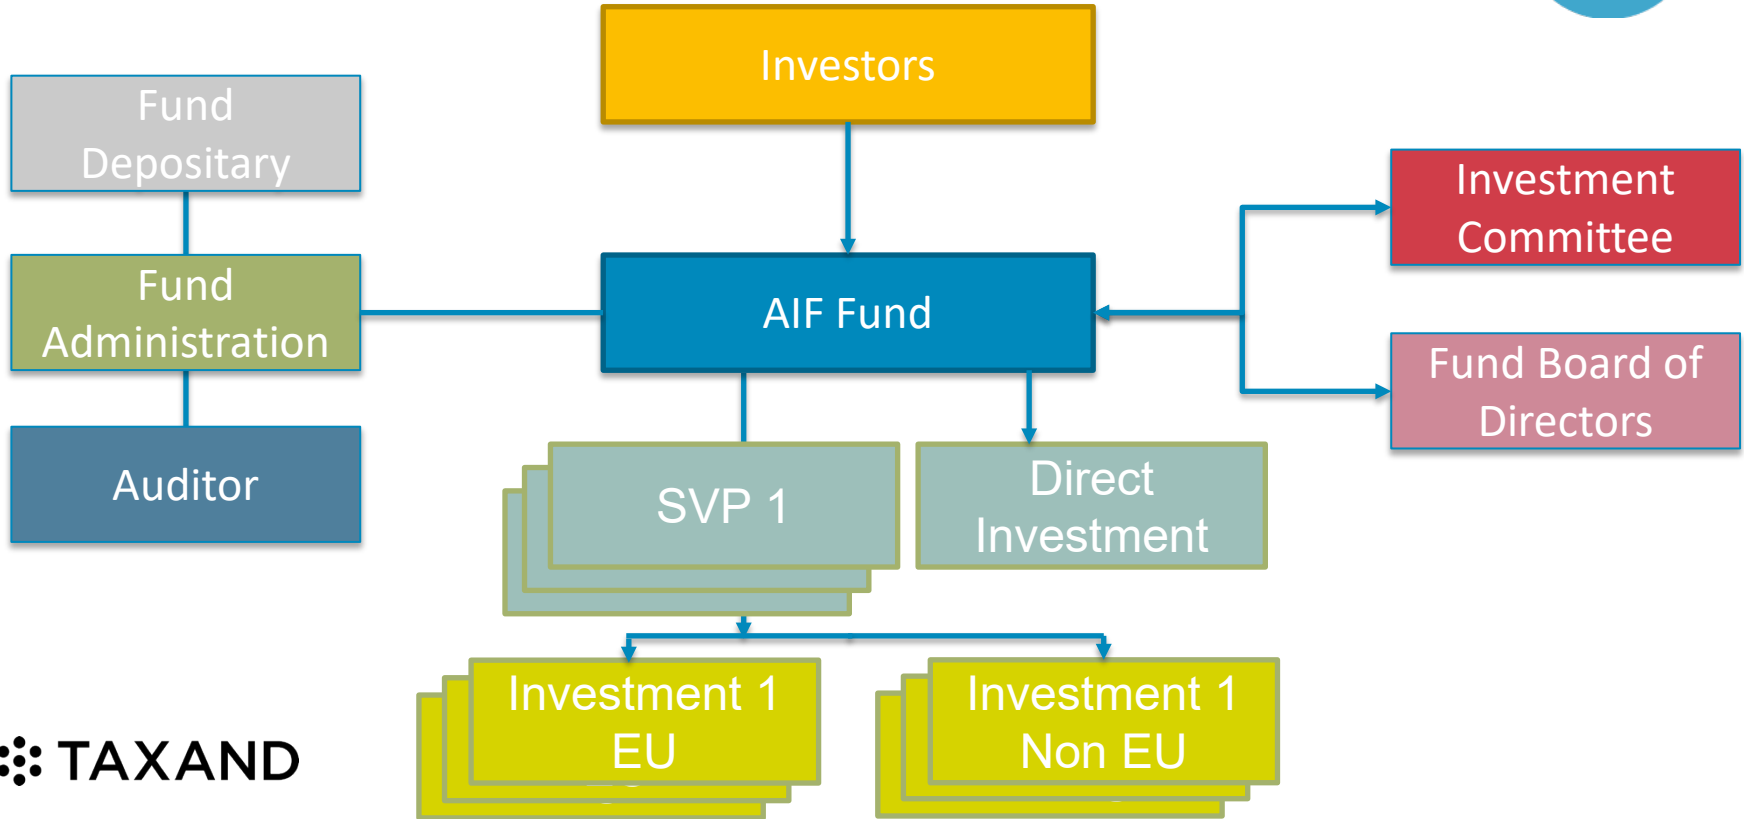 Investors
Fund
Depositary
Investment
Committee
Fund
Administration
AIF Fund
Fund Board of
Directors
Auditor
SVP 1
Direct
Investment
Investment 1
EU
Investment 1
Non EU
TAXAND